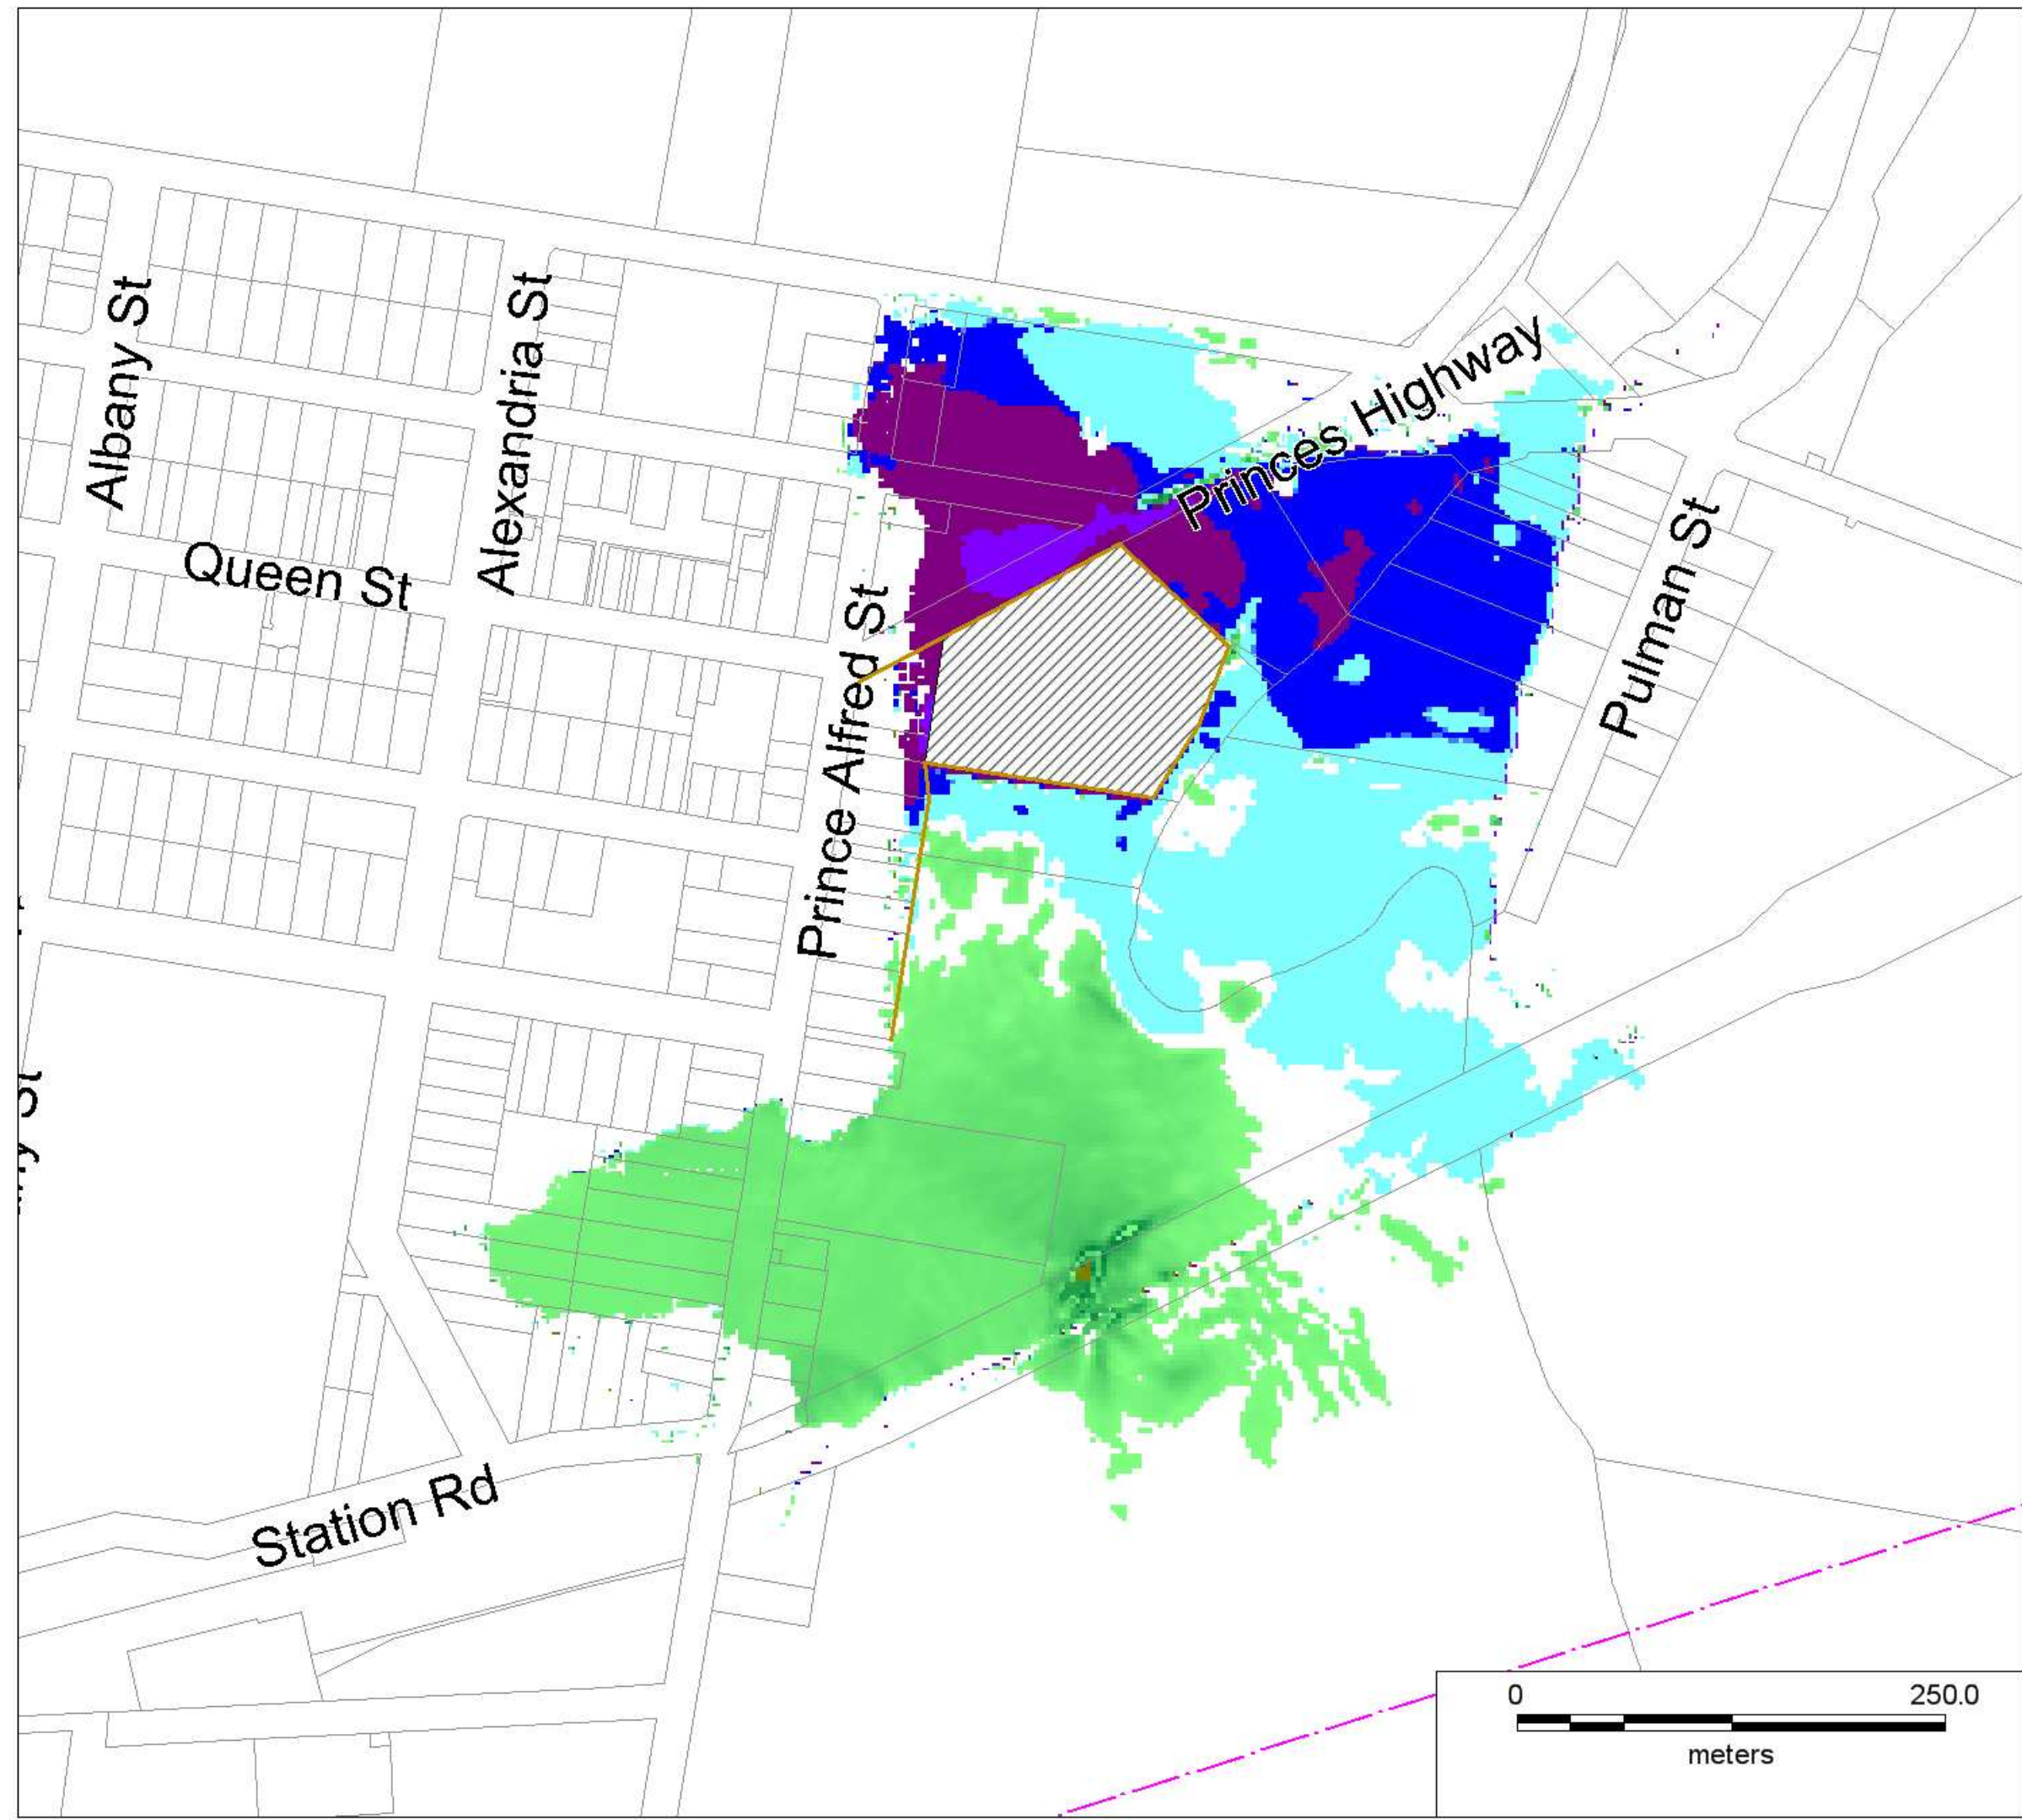 Princes Highway
Albany St
Alexandria St
Queen St
Prince Alfred St
Pulman St
Station Rd
0 250.0
meters